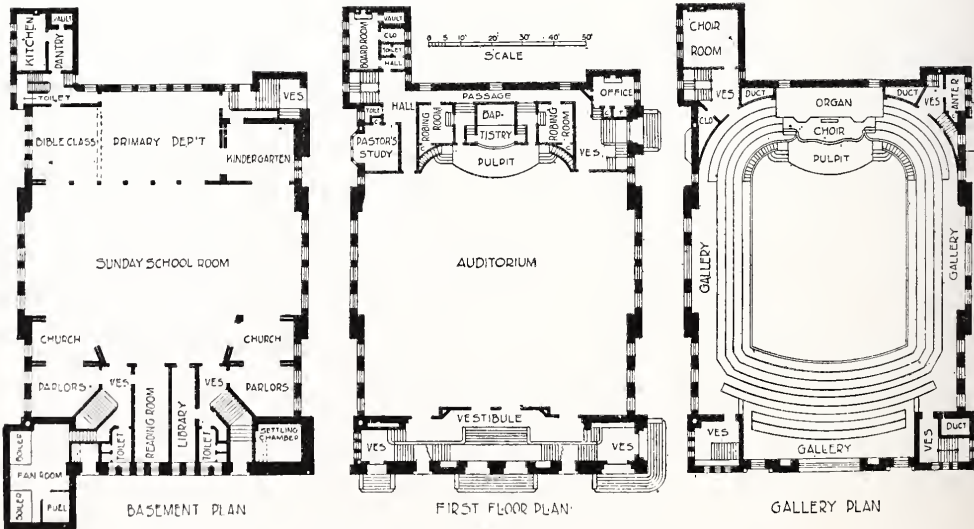 KITCHEN
PANTRY
VAULT
TOILET
VES
BIBLE CLASS
PRIMARY DEP'T
KINDERGARTEN
SUNDAY SCHOOL ROOM
CHURCH
CHURCH
PARLORS
VES
READING ROOM
LIBRARY
VES
PARLORS
TOILET
TOILET
SETTLING
CHAMBER
BOILER
FAN ROOM
BOILER
FUEL
BASEMENT PLAN
BOARD ROOM
VAULT
CLO
TOILET
HALL
0 5 10' 20' 30' 40' 50'
SCALE
PASSAGE
OFFICE
HALL
TOILET
C
PASTOR'S
STUDY
ROBING
ROOM
BAP-
TISTRY
ROBING
ROOM
PULPIT
VES
AUDITORIUM
VESTIBULE
VES
VES
FIRST FLOOR PLAN
CHOIR
ROOM
VES
DUCT
ORGAN
DUCT
VES
CLO
CHOIR
PULPIT
GALLERY
GALLERY
VES
GALLERY
VES
DUCT
GALLERY PLAN